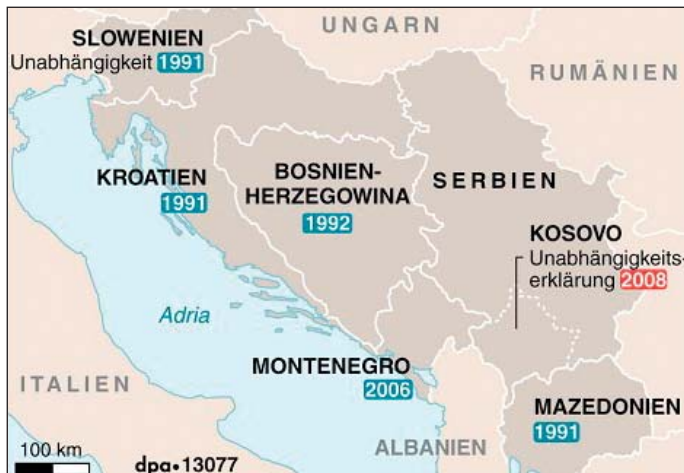 UNGARN
SLOWENIEN
Unabhängigkeit 1991
RUMÄNIEN
KROATIEN
1991
BOSNIEN-
HERZEGOWINA
1992
SERBIEN
KOSOVO
Unabhängigkeits-
erklärung 2008
Adria
MONTENEGRO
2006
ITALIEN
MAZEDONIEN
1991
ALBANIEN
100 km
dpa•13077